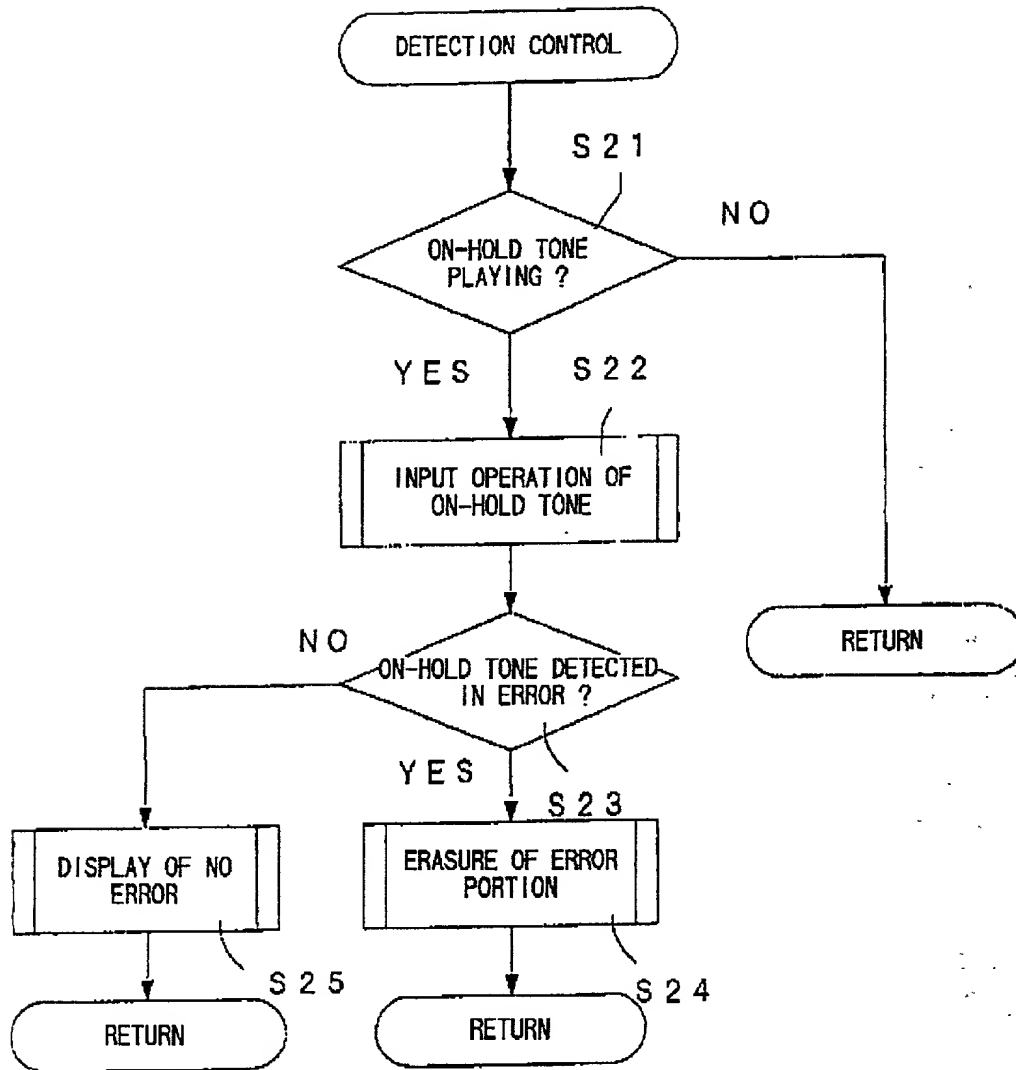 DETECTION CONTROL
S21
NO
ON-HOLD TONE
PLAYING ?
YES
S22
INPUT OPERATION OF
ON-HOLD TONE
RETURN
NO
ON-HOLD TONE DETECTED
IN ERROR ?
YES
S23
DISPLAY OF NO
ERROR
ERASURE OF ERROR
PORTION
S25
S24
RETURN
RETURN